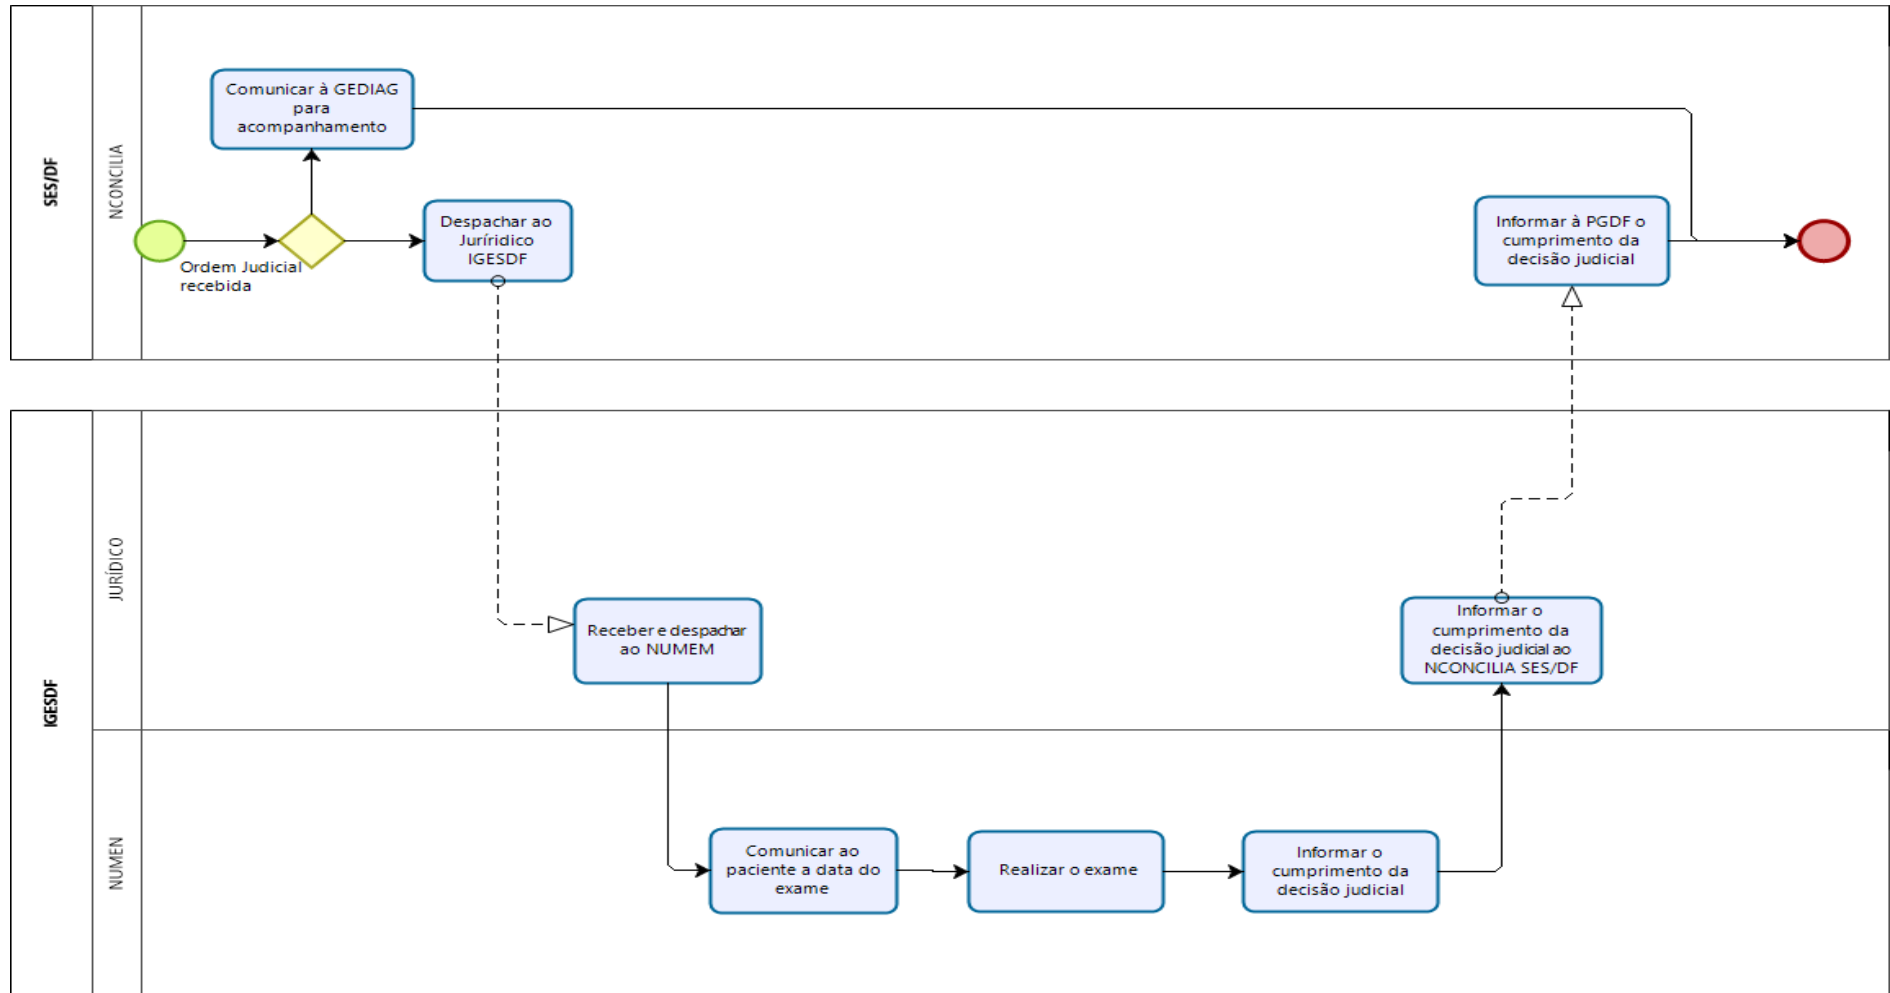 SES/DF
NCONCILIA
Comunicar à GEDIAG
para
acompanhamento
Ordem Judicial
recebida
Despachar ao
Juríridico
IGESDF
Informar à PGDF o
cumprimento da
decisão judicial
IGESDF
JURÍDICO
Receber e despachar
ao NUMEM
Informar o
cumprimento da
decisão judicial ao
NCONCILIA SES/DF
NUMEN
Comunicar ao
paciente a data do
exame
Realizar o exame
Informar o
cumprimento da
decisão judicial